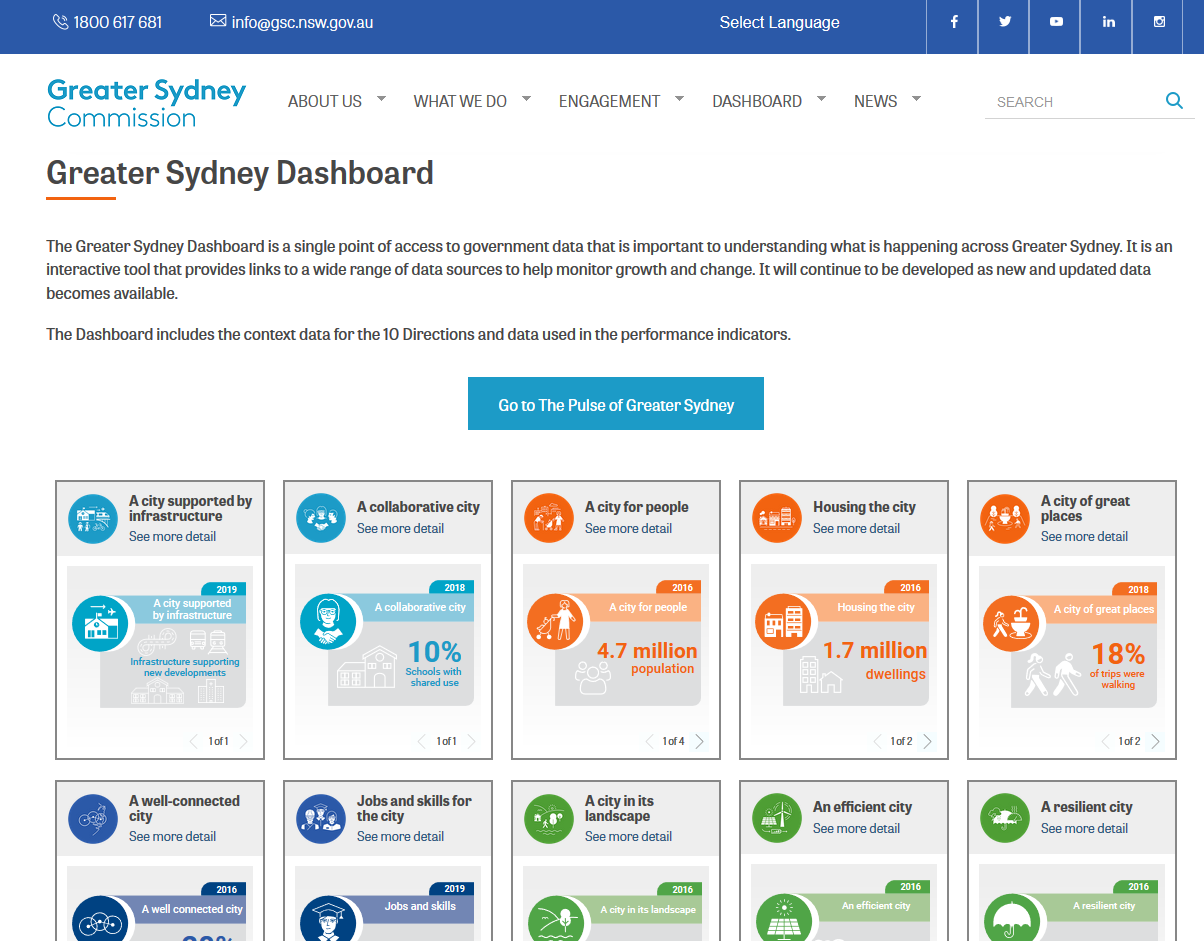 1800 617 681
info@gsc.nsw.gov.au
Select Language
Greater Sydney
Commission
ABOUT US
WHAT WE DO
ENGAGEMENT
DASHBOARD
NEWS
SEARCH
Greater Sydney Dashboard
The Greater Sydney Dashboard is a single point of access to government data that is important to understanding what is happening across Greater Sydney. It is an
interactive tool that provides links to a wide range of data sources to help monitor growth and change. It will continue to be developed as new and updated data
becomes available.
The Dashboard includes the context data for the 10 Directions and data used in the performance indicators.
Go to The Pulse of Greater Sydney
A city supported by
infrastructure
See more detail
2019
A city supported
by infrastructure
Infrastructure supporting
new developments
1 of 1
A collaborative city
See more detail
2018
A collaborative city
10%
Schools with
shared use
1 of 1
A city for people
See more detail
2016
A city for people
4.7 million
population
1 of 4
Housing the city
See more detail
2016
Housing the city
1.7 million
dwellings
1 of 2
A city of great
places
See more detail
2018
A city of great places
18%
of trips were
walking
1 of 2
A well-connected
city
See more detail
2016
A well connected city
Jobs and skills for
the city
See more detail
2019
Jobs and skills
A city in its
landscape
See more detail
2016
A city in its landscape
An efficient city
See more detail
2016
An efficient city
A resilient city
See more detail
2016
A resilient city